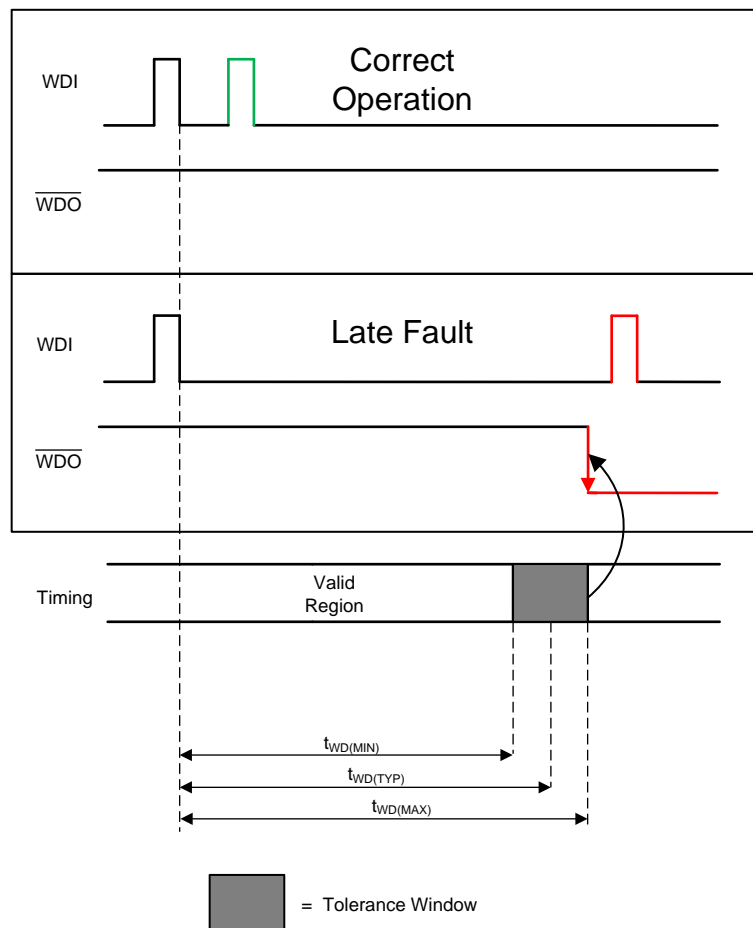 WDI
Correct
Operation
WDO
WDI
Late Fault
WDO
Timing
Valid
Region
tWD(MIN)
tWD(TYP)
tWD(MAX)
= Tolerance Window